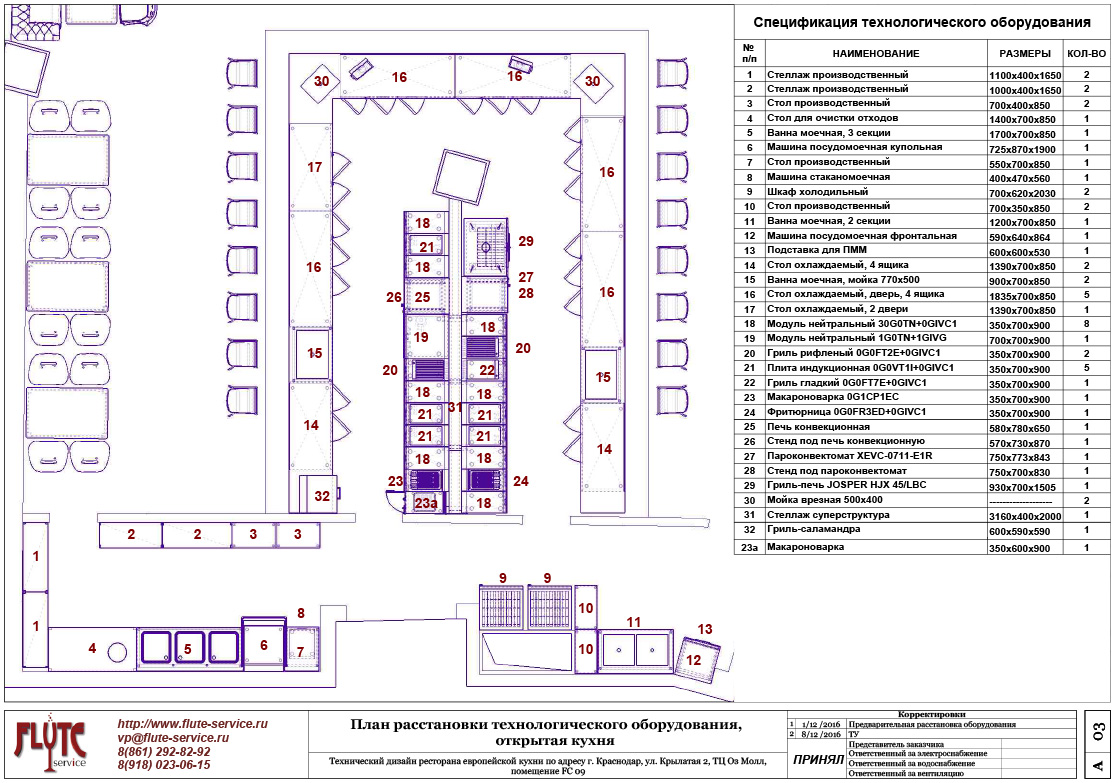 Спецификация технологического оборудования
№ п/п НАИМЕНОВАНИЕ РАЗМЕРЫ КОЛ-ВО
1 Стеллаж производственный 1100x400x1650 2
2 Стеллаж производственный 1000x400x1650 2
3 Стол производственный 700x400x850 2
4 Стол для очистки отходов 1400x700x850 1
5 Ванна моечная, 3 секции 1700x700x850 1
6 Машина посудомоечная купольная 725x870x1900 1
7 Стол производственный 550x700x850 1
8 Машина стаканомоечная 400x470x560 1
9 Шкаф холодильный 700x620x2030 2
10 Стол производственный 700x350x850 2
11 Ванна моечная, 2 секции 1200x700x850 1
12 Машина посудомоечная фронтальная 590x640x864 1
13 Подставка для ПММ 600x600x530 1
14 Стол охлаждаемый, 4 ящика 1390x700x850 2
15 Ванна моечная, мойка 770x500 900x700x850 2
16 Стол охлаждаемый, дверь, 4 ящика 1835x700x850 5
17 Стол охлаждаемый, 2 двери 1390x700x850 1
18 Модуль нейтральный 30G0TN+0GIVC1 350x700x900 8
19 Модуль нейтральный 1G0TN+1GIVG 700x700x900 1
20 Гриль рифленый 0G0FT2E+0GIVC1 350x700x900 2
21 Плита индукционная 0G0VT1I+0GIVC1 350x700x900 5
22 Гриль гладкий 0G0FT7E+0GIVC1 350x700x900 1
23 Макароноварка 0G1CP1EC 350x700x900 1
24 Фритюрница 0G0FR3ED+0GIVC1 350x700x900 1
25 Печь конвекционная 580x780x650 1
26 Стенд под печь конвекционную 570x730x870 1
27 Пароконвектомат XEVC-0711-E1R 750x773x843 1
28 Стенд под пароконвектомат 750x700x830 1
29 Гриль-печь JOSPER HJX 45/LBC 930x700x1505 1
30 Мойка врезная 500x400 ------------------- 2
31 Стеллаж суперструктура 3160x400x2000 1
32 Гриль-саламандра 600x590x590 1
23а Макароноварка 350x600x900 1
30 16 16 30
17 16
18
21 29
18 27
16 26 25 28 16
19 18
20 22 20
15 15
18 31 18
21 21
14 21 21 14
18 18
23 24
32 23а 18
2 2 3 3
1
1
4 5 6 7 8
9 9
10 11
10 12 13
FLUTE service
http://www.flute-service.ru
vp@flute-service.ru
8(861) 292-82-92
8(918) 023-06-15
План расстановки технологического оборудования,
открытая кухня
Технический дизайн ресторана европейской кухни по адресу г. Краснодар, ул. Крылатая 2, ТЦ Оз Молл,
помещение FC 09
Корректировки
1 1/12 /2016 Предварительная расстановка оборудования
2 8/12 /2016 ТУ
ПРИНЯЛ
Представитель заказчика
Ответственный за электроснабжение
Ответственный за водоснабжение
Ответственный за вентиляцию
А 03